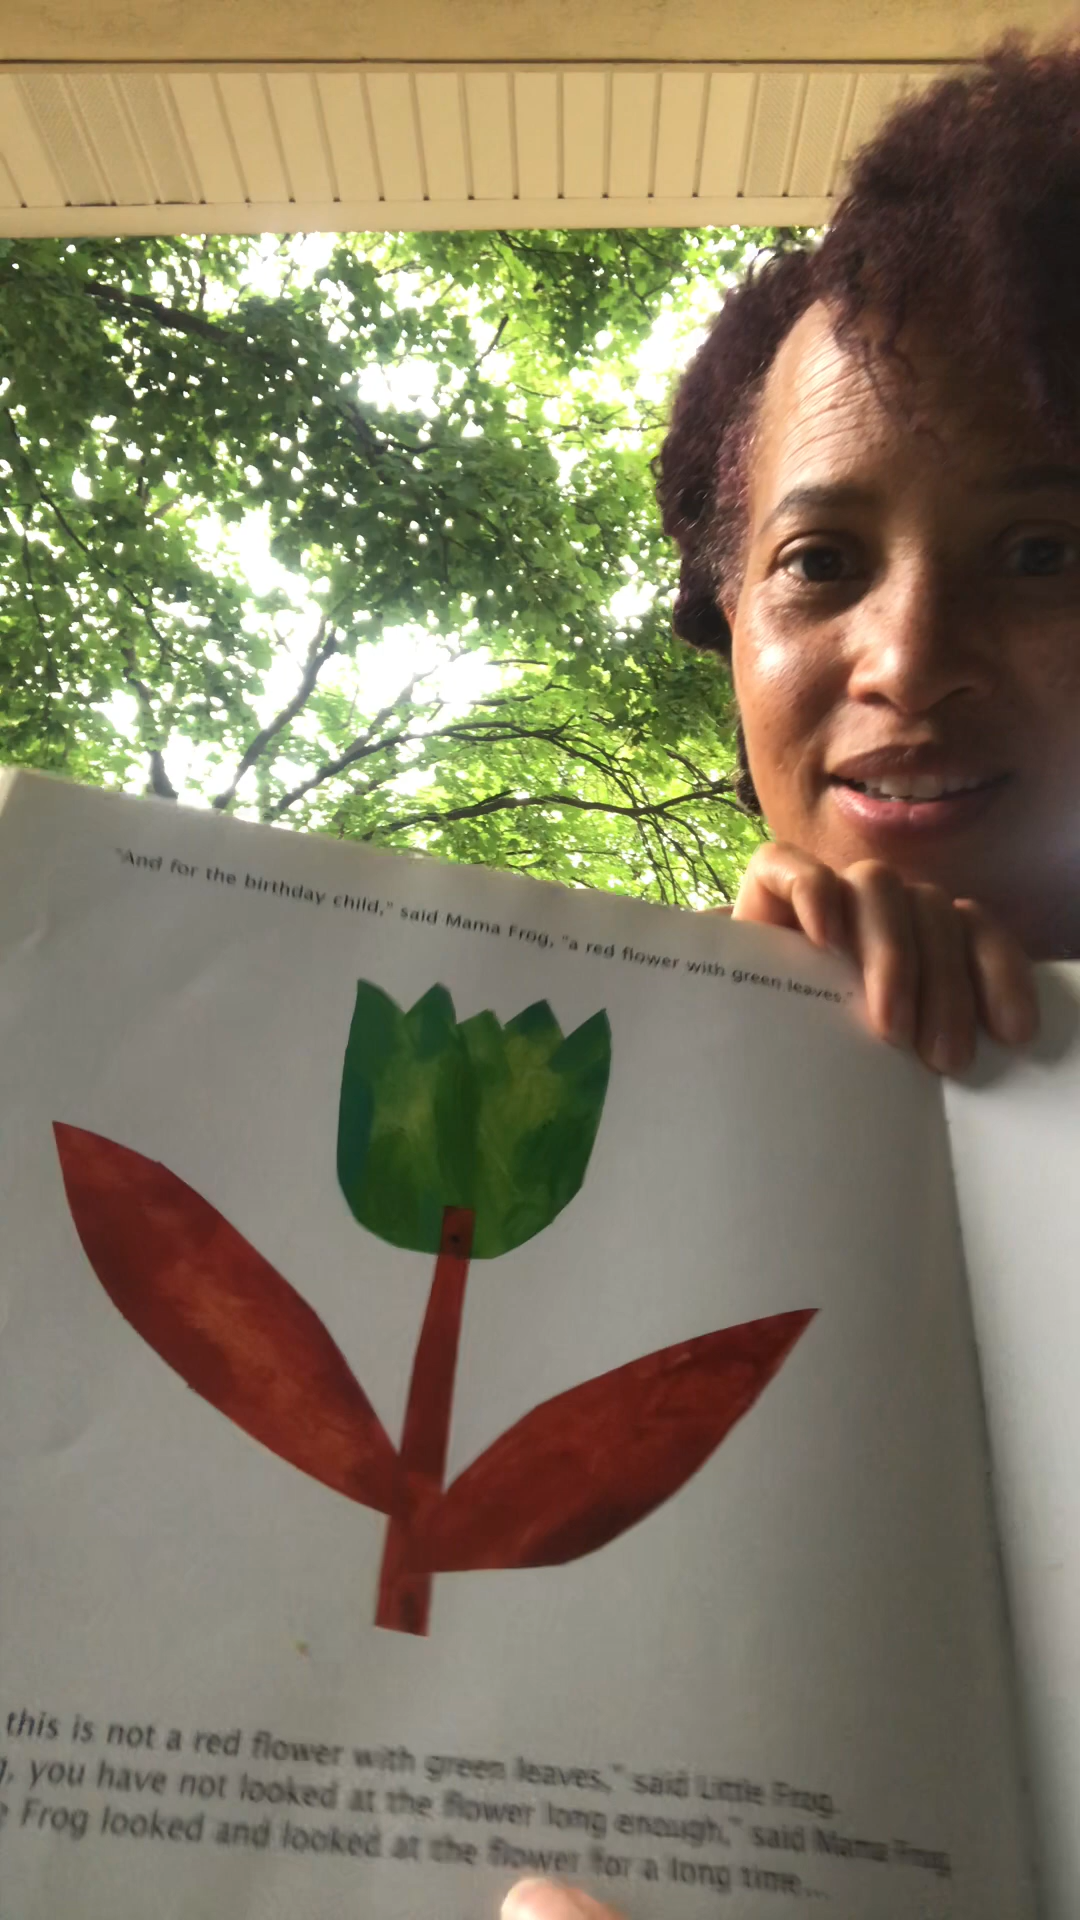 "And for the birthday child," said Mama Frog, "a red flower with green leaves."
this is not a red flower with green leaves," said Little Frog.
you have not looked at the flower long enough," said Mama Frog.
Frog looked and looked at the flower for a long time...